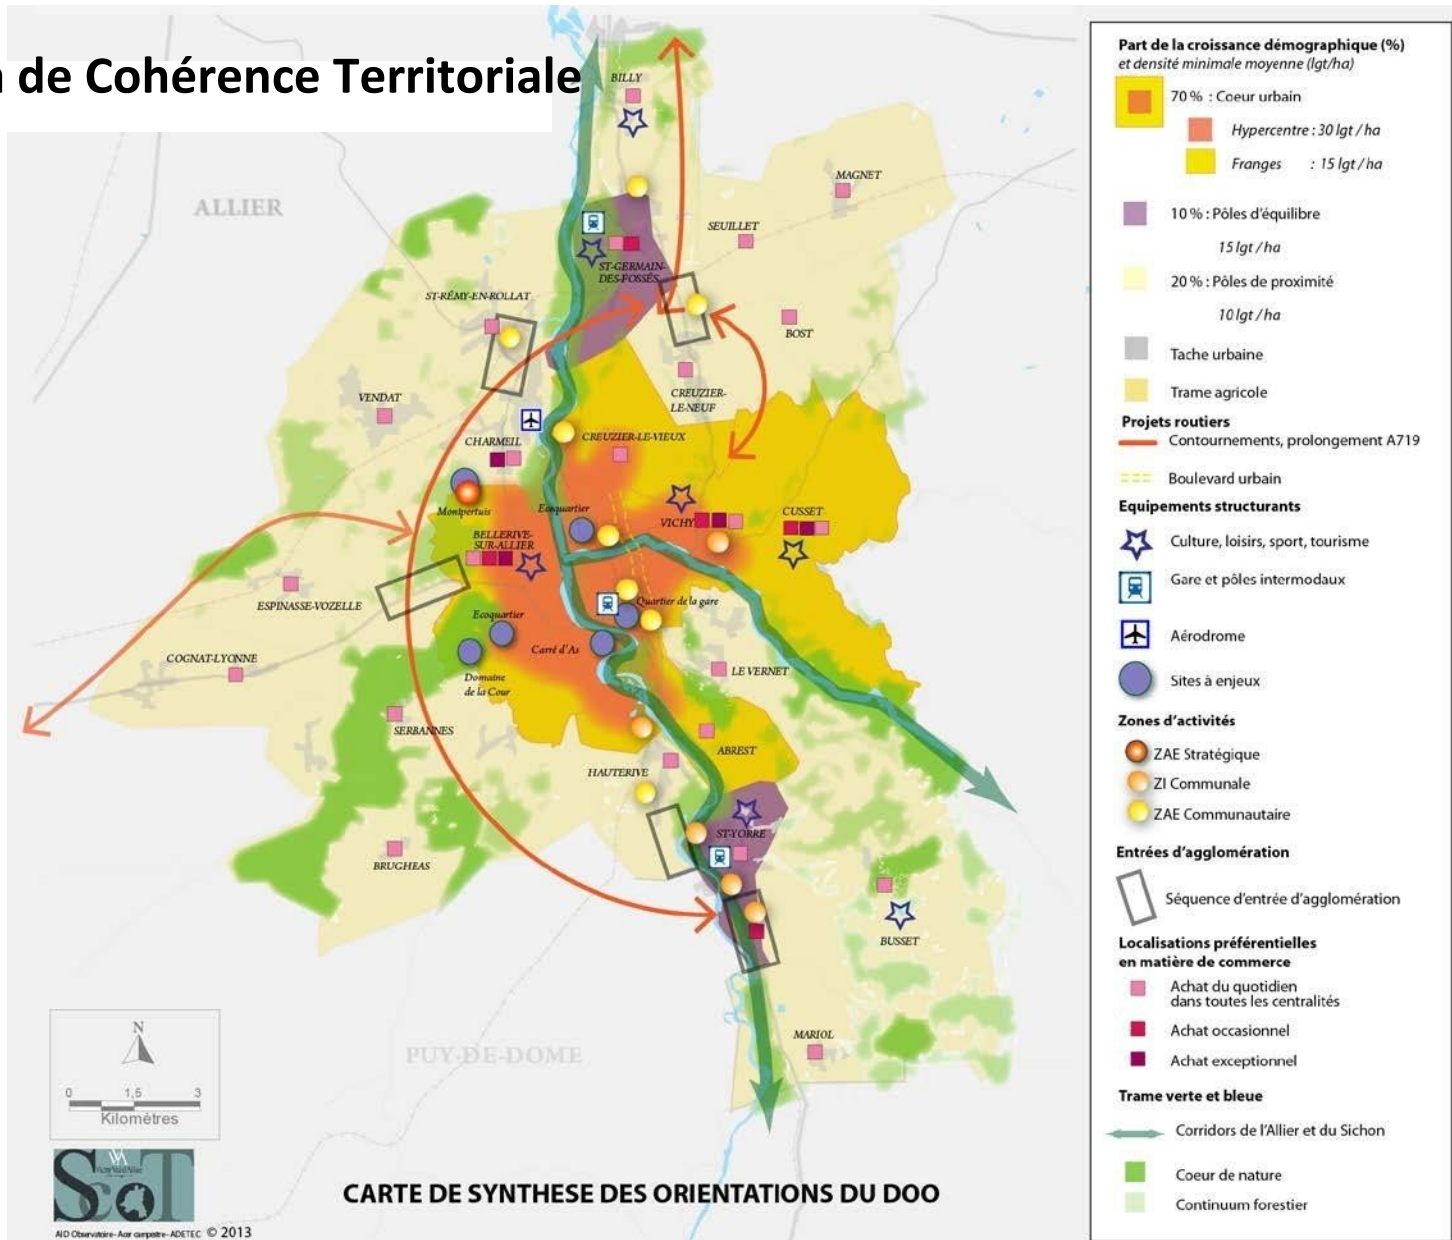 de Cohérence Territoriale
BILLY
ALLIER
MAGNET
SEUILLET
ST-GERMAIN-
DES-FOSSÉS
ST-RÉMY-EN-ROLLAT
BOST
VENDAT
CREUZIER-
LE-NEUF
CHARMEIL
CREUZIER-LE-VIEUX
Montpertuis
Ecoquartier
VICHY
CUSSET
BELLERIVE-
SUR-ALLIER
ESPINASSE-VOZELLE
Ecoquartier
Quartier de la gare
Carré d'As
COGNAT-LYONNE
LE VERNET
Domaine
de la Cour
SERBANNES
ABREST
HAUTERIVE
ST-YORRE
BRUGHEAS
BUSSET
MARIOL
PUY-DE-DOME
N
0 1,5 3
Kilomètres
ScoT
AID Observatoire- Acer campestre- ADETEC © 2013
CARTE DE SYNTHESE DES ORIENTATIONS DU DOO
Part de la croissance démographique (%)
et densité minimale moyenne (lgt/ha)
70 % : Coeur urbain
Hypercentre : 30 lgt / ha
Franges : 15 lgt / ha
10 % : Pôles d'équilibre
15 lgt / ha
20 % : Pôles de proximité
10 lgt / ha
Tache urbaine
Trame agricole
Projets routiers
Contournements, prolongement A719
Boulevard urbain
Equipements structurants
Culture, loisirs, sport, tourisme
Gare et pôles intermodaux
Aérodrome
Sites à enjeux
Zones d'activités
ZAE Stratégique
ZI Communale
ZAE Communautaire
Entrées d'agglomération
Séquence d'entrée d'agglomération
Localisations préférentielles
en matière de commerce
Achat du quotidien
dans toutes les centralités
Achat occasionnel
Achat exceptionnel
Trame verte et bleue
Corridors de l'Allier et du Sichon
Coeur de nature
Continuum forestier